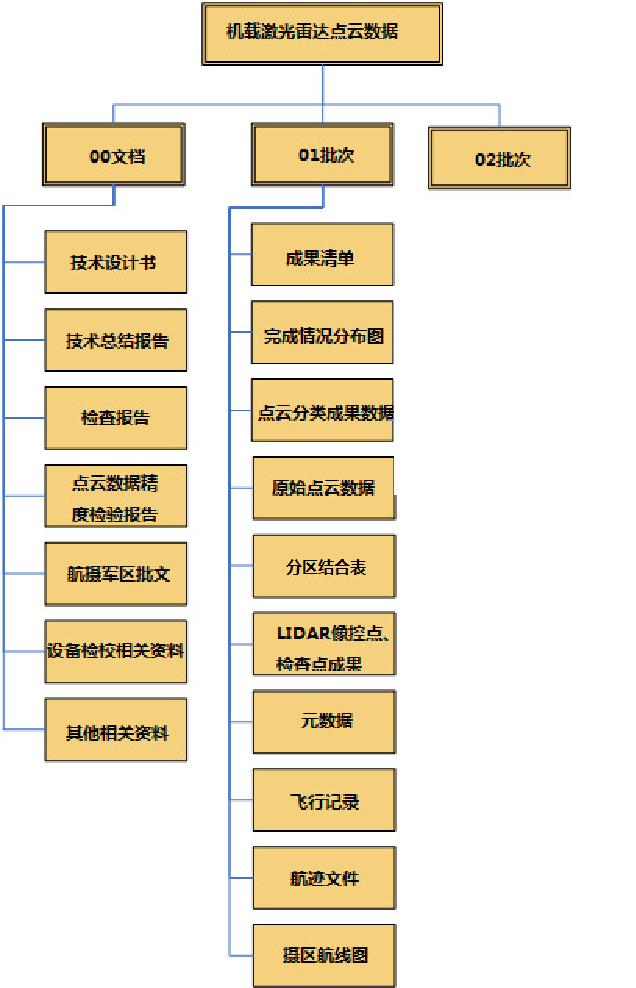 机载激光雷达点云数据
00文档
01批次
02批次
技术设计书
技术总结报告
检查报告
点云数据精
度检验报告
航摄军区批文
设备检校相关资料
其他相关资料
成果清单
完成情况分布图
点云分类成果数据
原始点云数据
分区结合表
LIDAR像控点、
检查点成果
元数据
飞行记录
航迹文件
摄区航线图